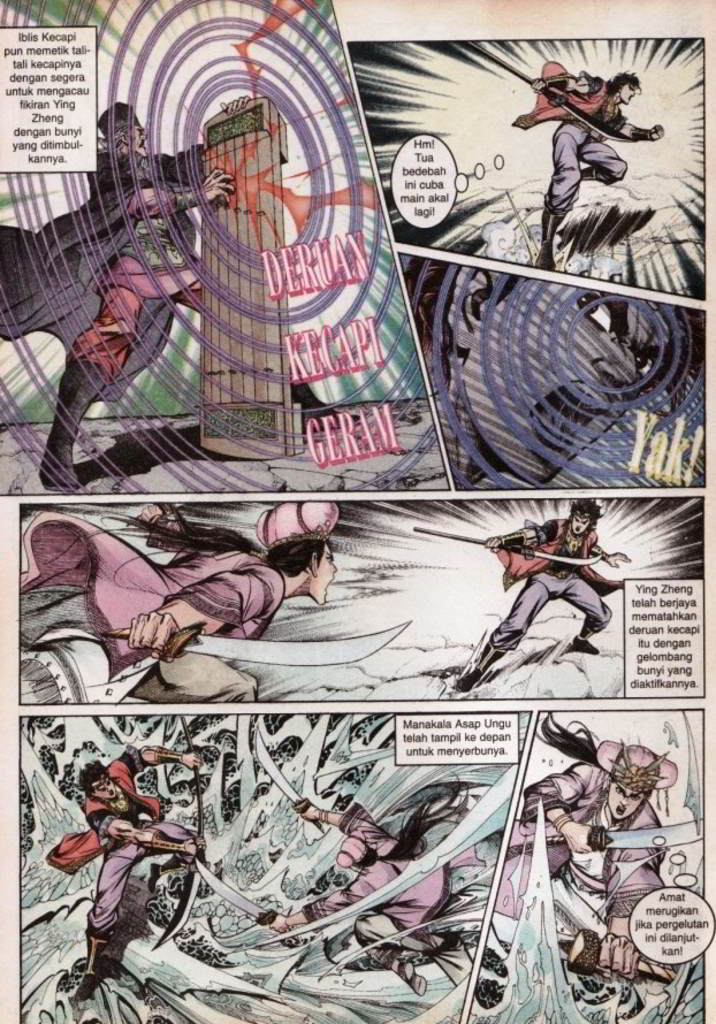 Iblis Kecapi
pun memetik tali-
tali kecapinya
dengan segera
untuk mengacau
fikiran Ying
Zheng
dengan bunyi
yang ditimbul-
kannya.
DERUAN
KECAPI
GERAM
Hm!
Tua
bedebah
ini cuba
main akal
lagi!
Yak!
Ying Zheng
telah berjaya
mematahkan
deruan kecapi
itu dengan
gelombang
bunyi yang
diaktifkannya.
Manakala Asap Ungu
telah tampil ke depan
untuk menyerbunya.
Amat
merugikan
jika pergelutan
ini dilanjut-
kan!